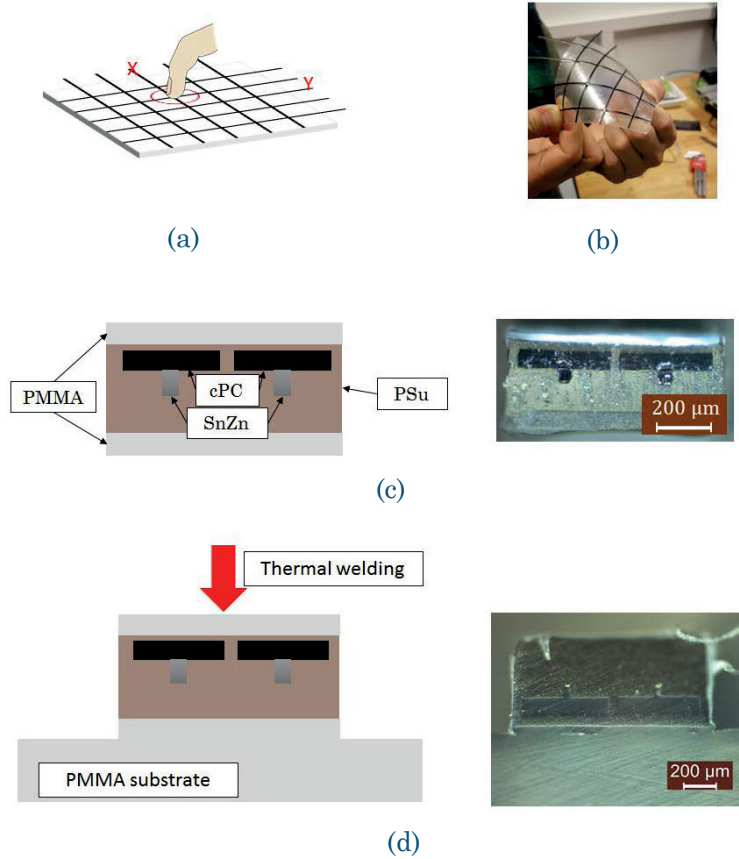 X
Y
(a)
(b)
PMMA
cPC
SnZn
PSu
200 μm
(c)
Thermal welding
PMMA substrate
200 μm
(d)